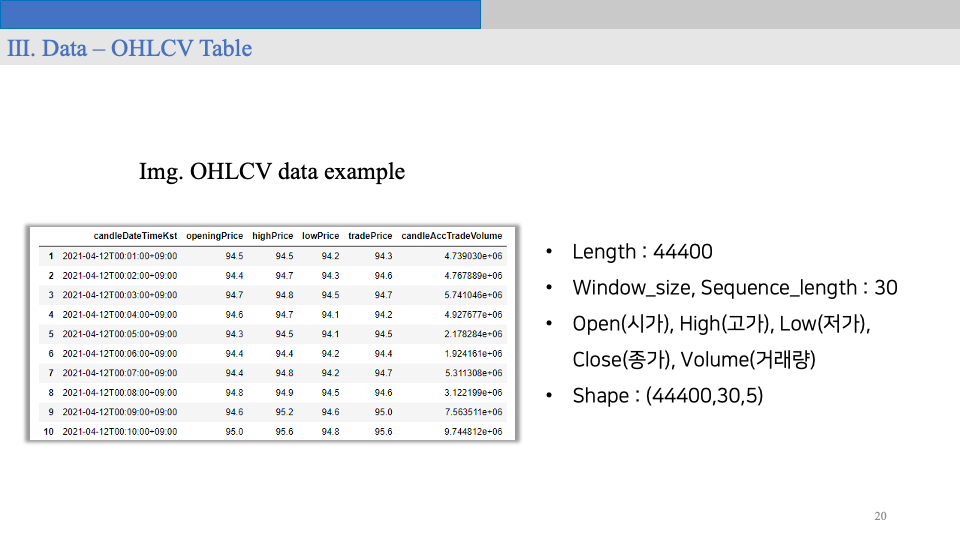 III. Data – OHLCV Table
Img. OHLCV data example
candleDateTimeKst openingPrice highPrice lowPrice tradePrice candleAccTradeVolume
1 2021-04-12T00:01:00+09:00 94.5 94.5 94.2 94.3 4.739030e+06
2 2021-04-12T00:02:00+09:00 94.4 94.7 94.3 94.6 4.767889e+06
3 2021-04-12T00:03:00+09:00 94.7 94.8 94.5 94.7 5.741046e+06
4 2021-04-12T00:04:00+09:00 94.6 94.7 94.1 94.2 4.927677e+06
5 2021-04-12T00:05:00+09:00 94.3 94.5 94.1 94.5 2.178284e+06
6 2021-04-12T00:06:00+09:00 94.4 94.4 94.2 94.4 1.924161e+06
7 2021-04-12T00:07:00+09:00 94.4 94.8 94.2 94.7 5.311308e+06
8 2021-04-12T00:08:00+09:00 94.8 94.9 94.5 94.6 3.122199e+06
9 2021-04-12T00:09:00+09:00 94.6 95.2 94.6 95.0 7.563511e+06
10 2021-04-12T00:10:00+09:00 95.0 95.6 94.8 95.6 9.744812e+06
• Length : 44400
• Window_size, Sequence_length : 30
• Open(시가), High(고가), Low(저가),
Close(종가), Volume(거래량)
• Shape : (44400,30,5)
20